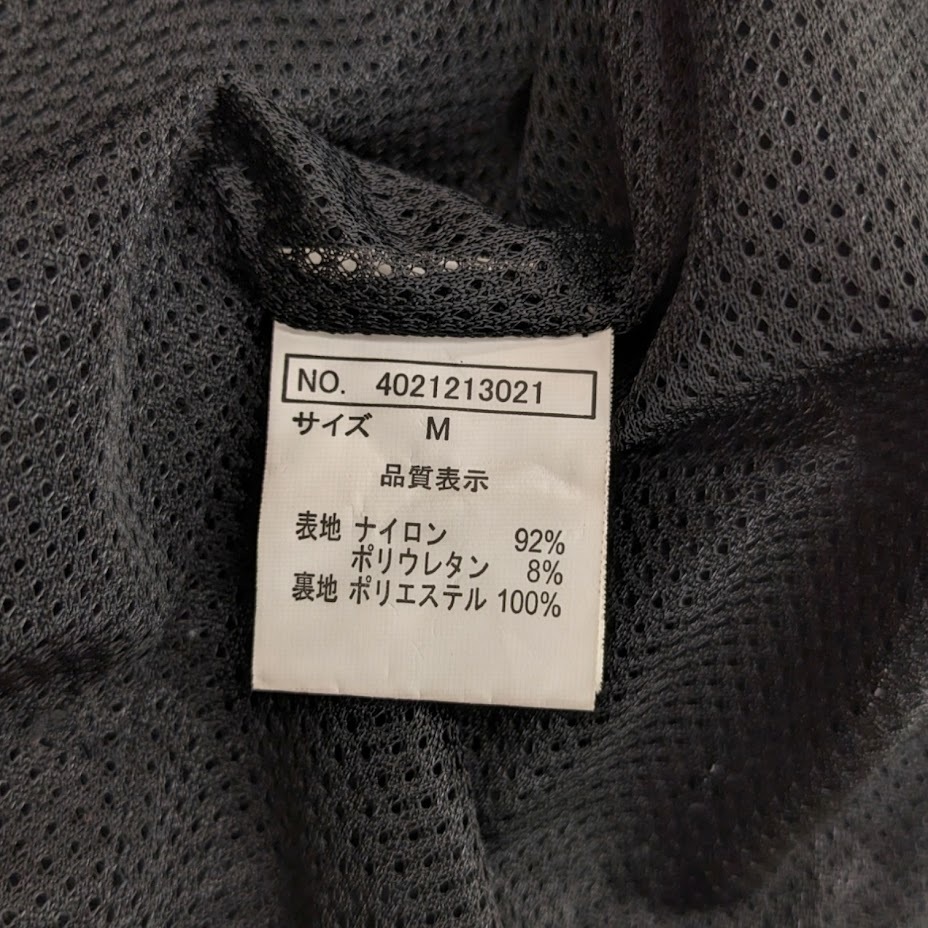 NO. 4021213021
サイズ M
品質表示
表地 ナイロン 92%
ポリウレタン 8%
裏地 ポリエステル 100%